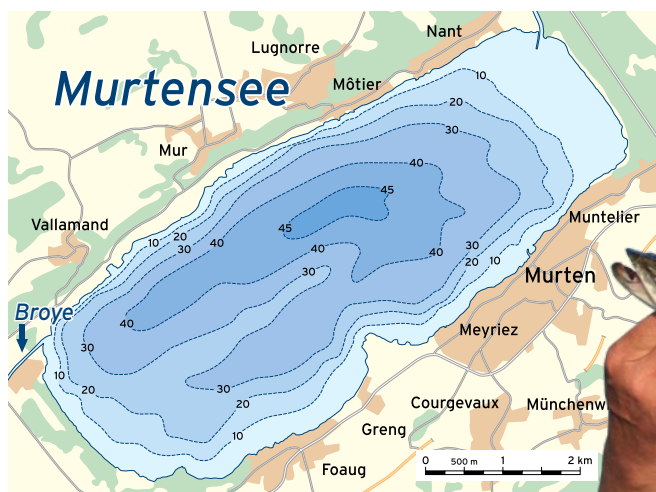 Nant
Lugnorre
Môtier
Murtensee
10
20
30
Mur
40
45
Vallamand
45
Muntelier
10
20
30
40
40
40
30
20
10
30
Murten
Broye
40
Meyriez
30
10
20
30
20
Courgevaux
10
Greng
Foaug
0
500 m
1
2 km